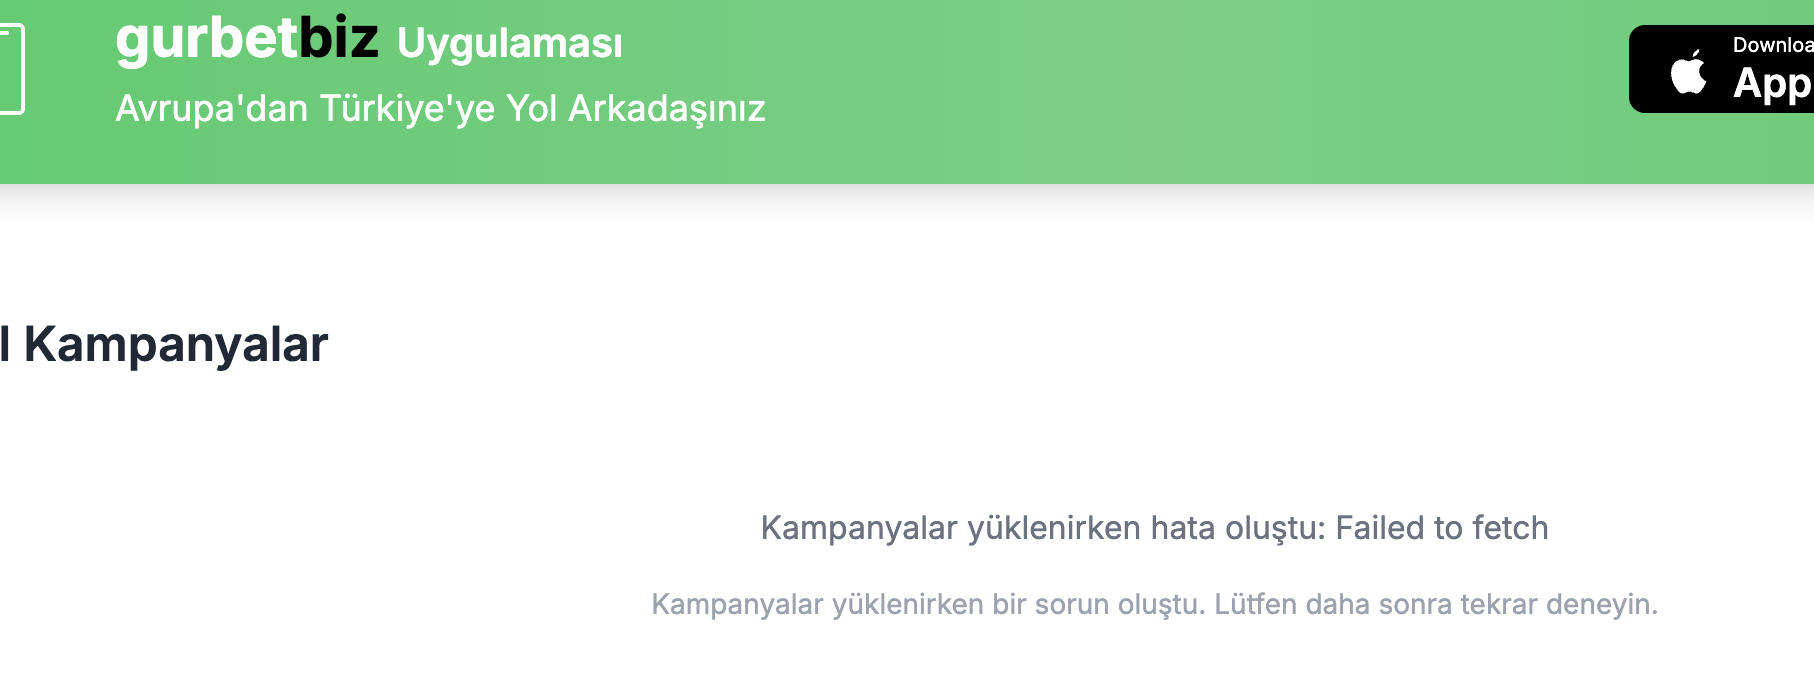 gurbetbiz Uygulaması
Avrupa'dan Türkiye'ye Yol Arkadaşınız
App
l Kampanyalar
Kampanyalar yüklenirken hata oluştu: Failed to fetch
Kampanyalar yüklenirken bir sorun oluştu. Lütfen daha sonra tekrar deneyin.